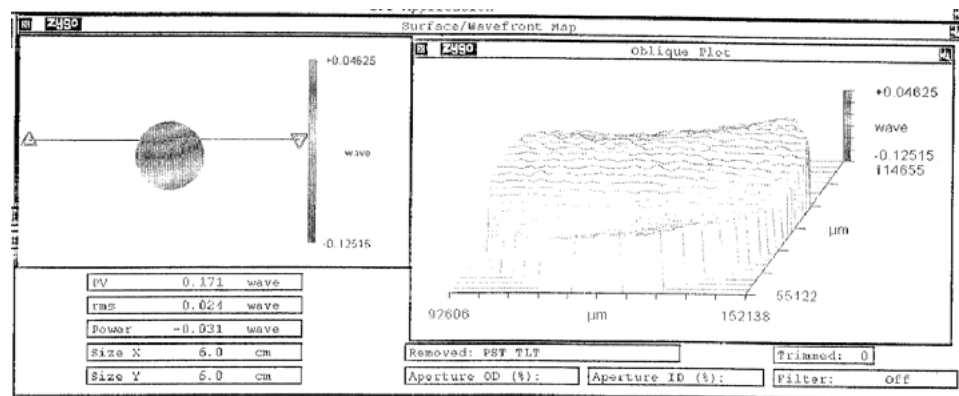 Application
zygo Surface/Wavefront Map
+0.04625
wave
-0.12515
zygo Oblique Plot
+0.04625
wave
-0.12515
114655
µm
55122
92606 µm 152138
PV 0.171 wave
rms 0.024 wave
Power -0.031 wave
Size X 6.0 cm
Size Y 6.0 cm
Removed: PST TLT
Trimmed: 0
Aperture OD (%):
Aperture ID (%):
Filter: Off